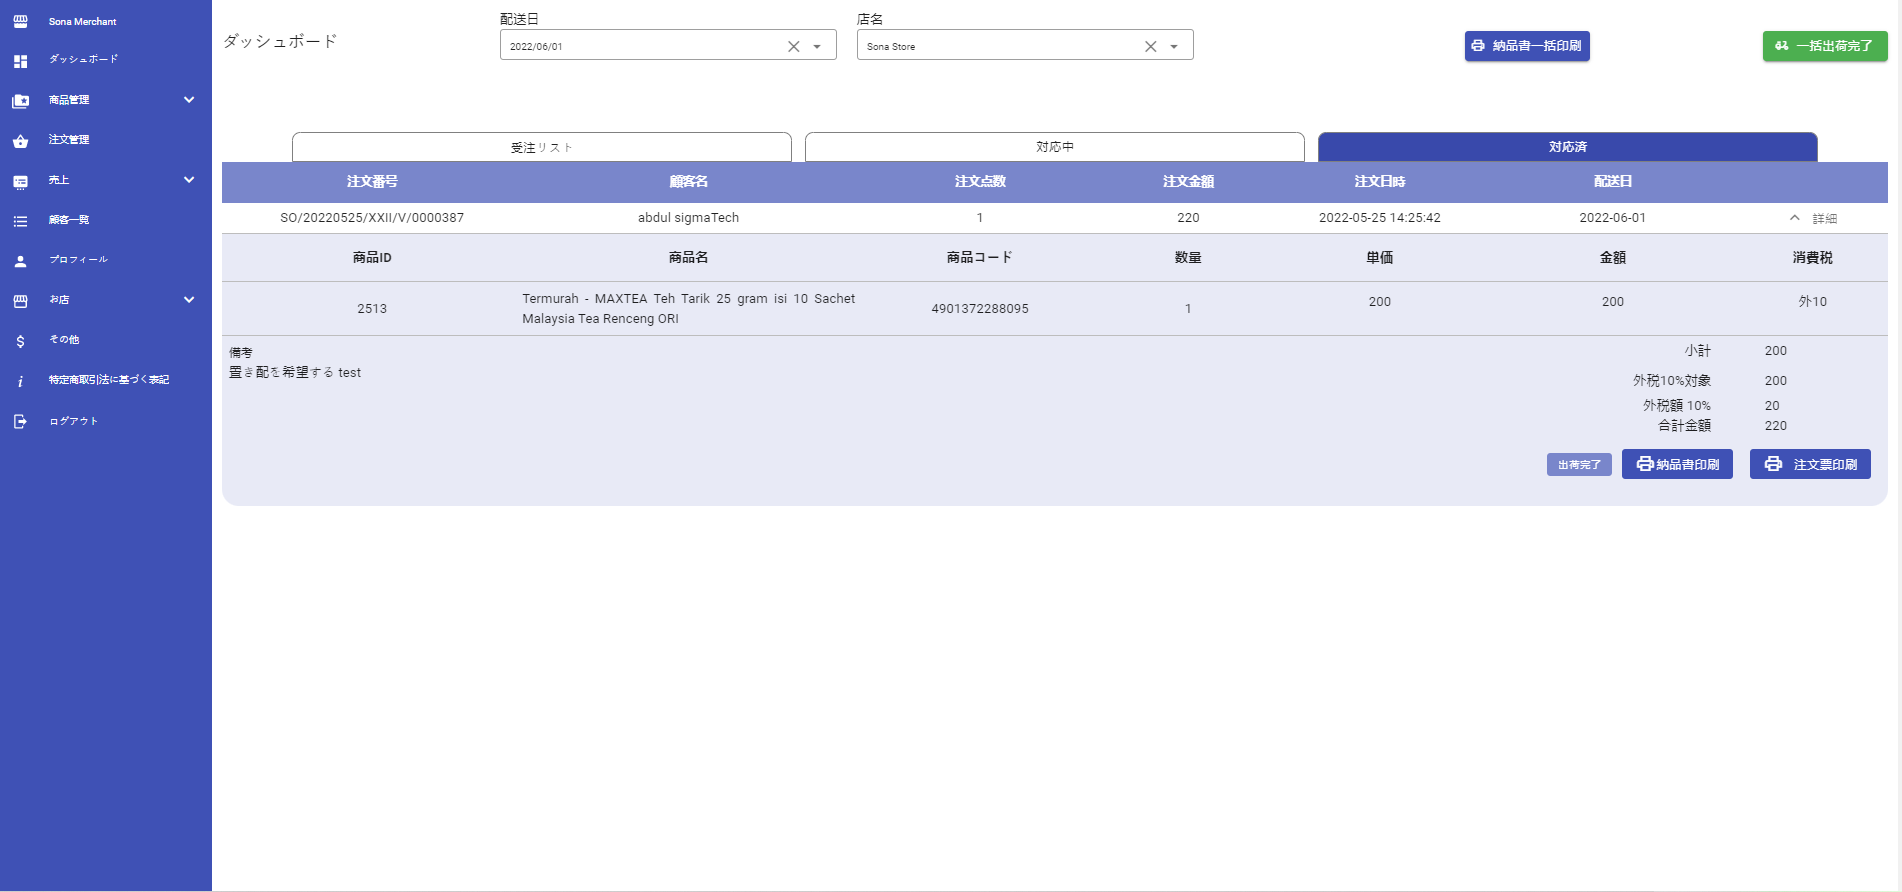 Sona Merchant
ダッシュボード
商品管理
注文管理
売上
顧客一覧
プロフィール
お店
その他
特定商取引法に基づく表記
ログアウト
ダッシュボード
配送日
2022/06/01
店名
Sona Store
納品書一括印刷
一括出荷完了
受注リスト
対応中
対応済
注文番号 顧客名 注文点数 注文金額 注文日時 配送日
SO/20220525/XXII/V/0000387 abdul sigmaTech 1 220 2022-05-25 14:25:42 2022-06-01 詳細
商品ID 商品名 商品コード 数量 単価 金額 消費税
2513 Termurah - MAXTEA Teh Tarik 25 gram isi 10 Sachet
Malaysia Tea Renceng ORI 4901372288095 1 200 200 外10
備考
置き配を希望する test
小計 200
外税10%対象 200
外税額 10% 20
合計金額 220
出荷完了
納品書印刷
注文票印刷